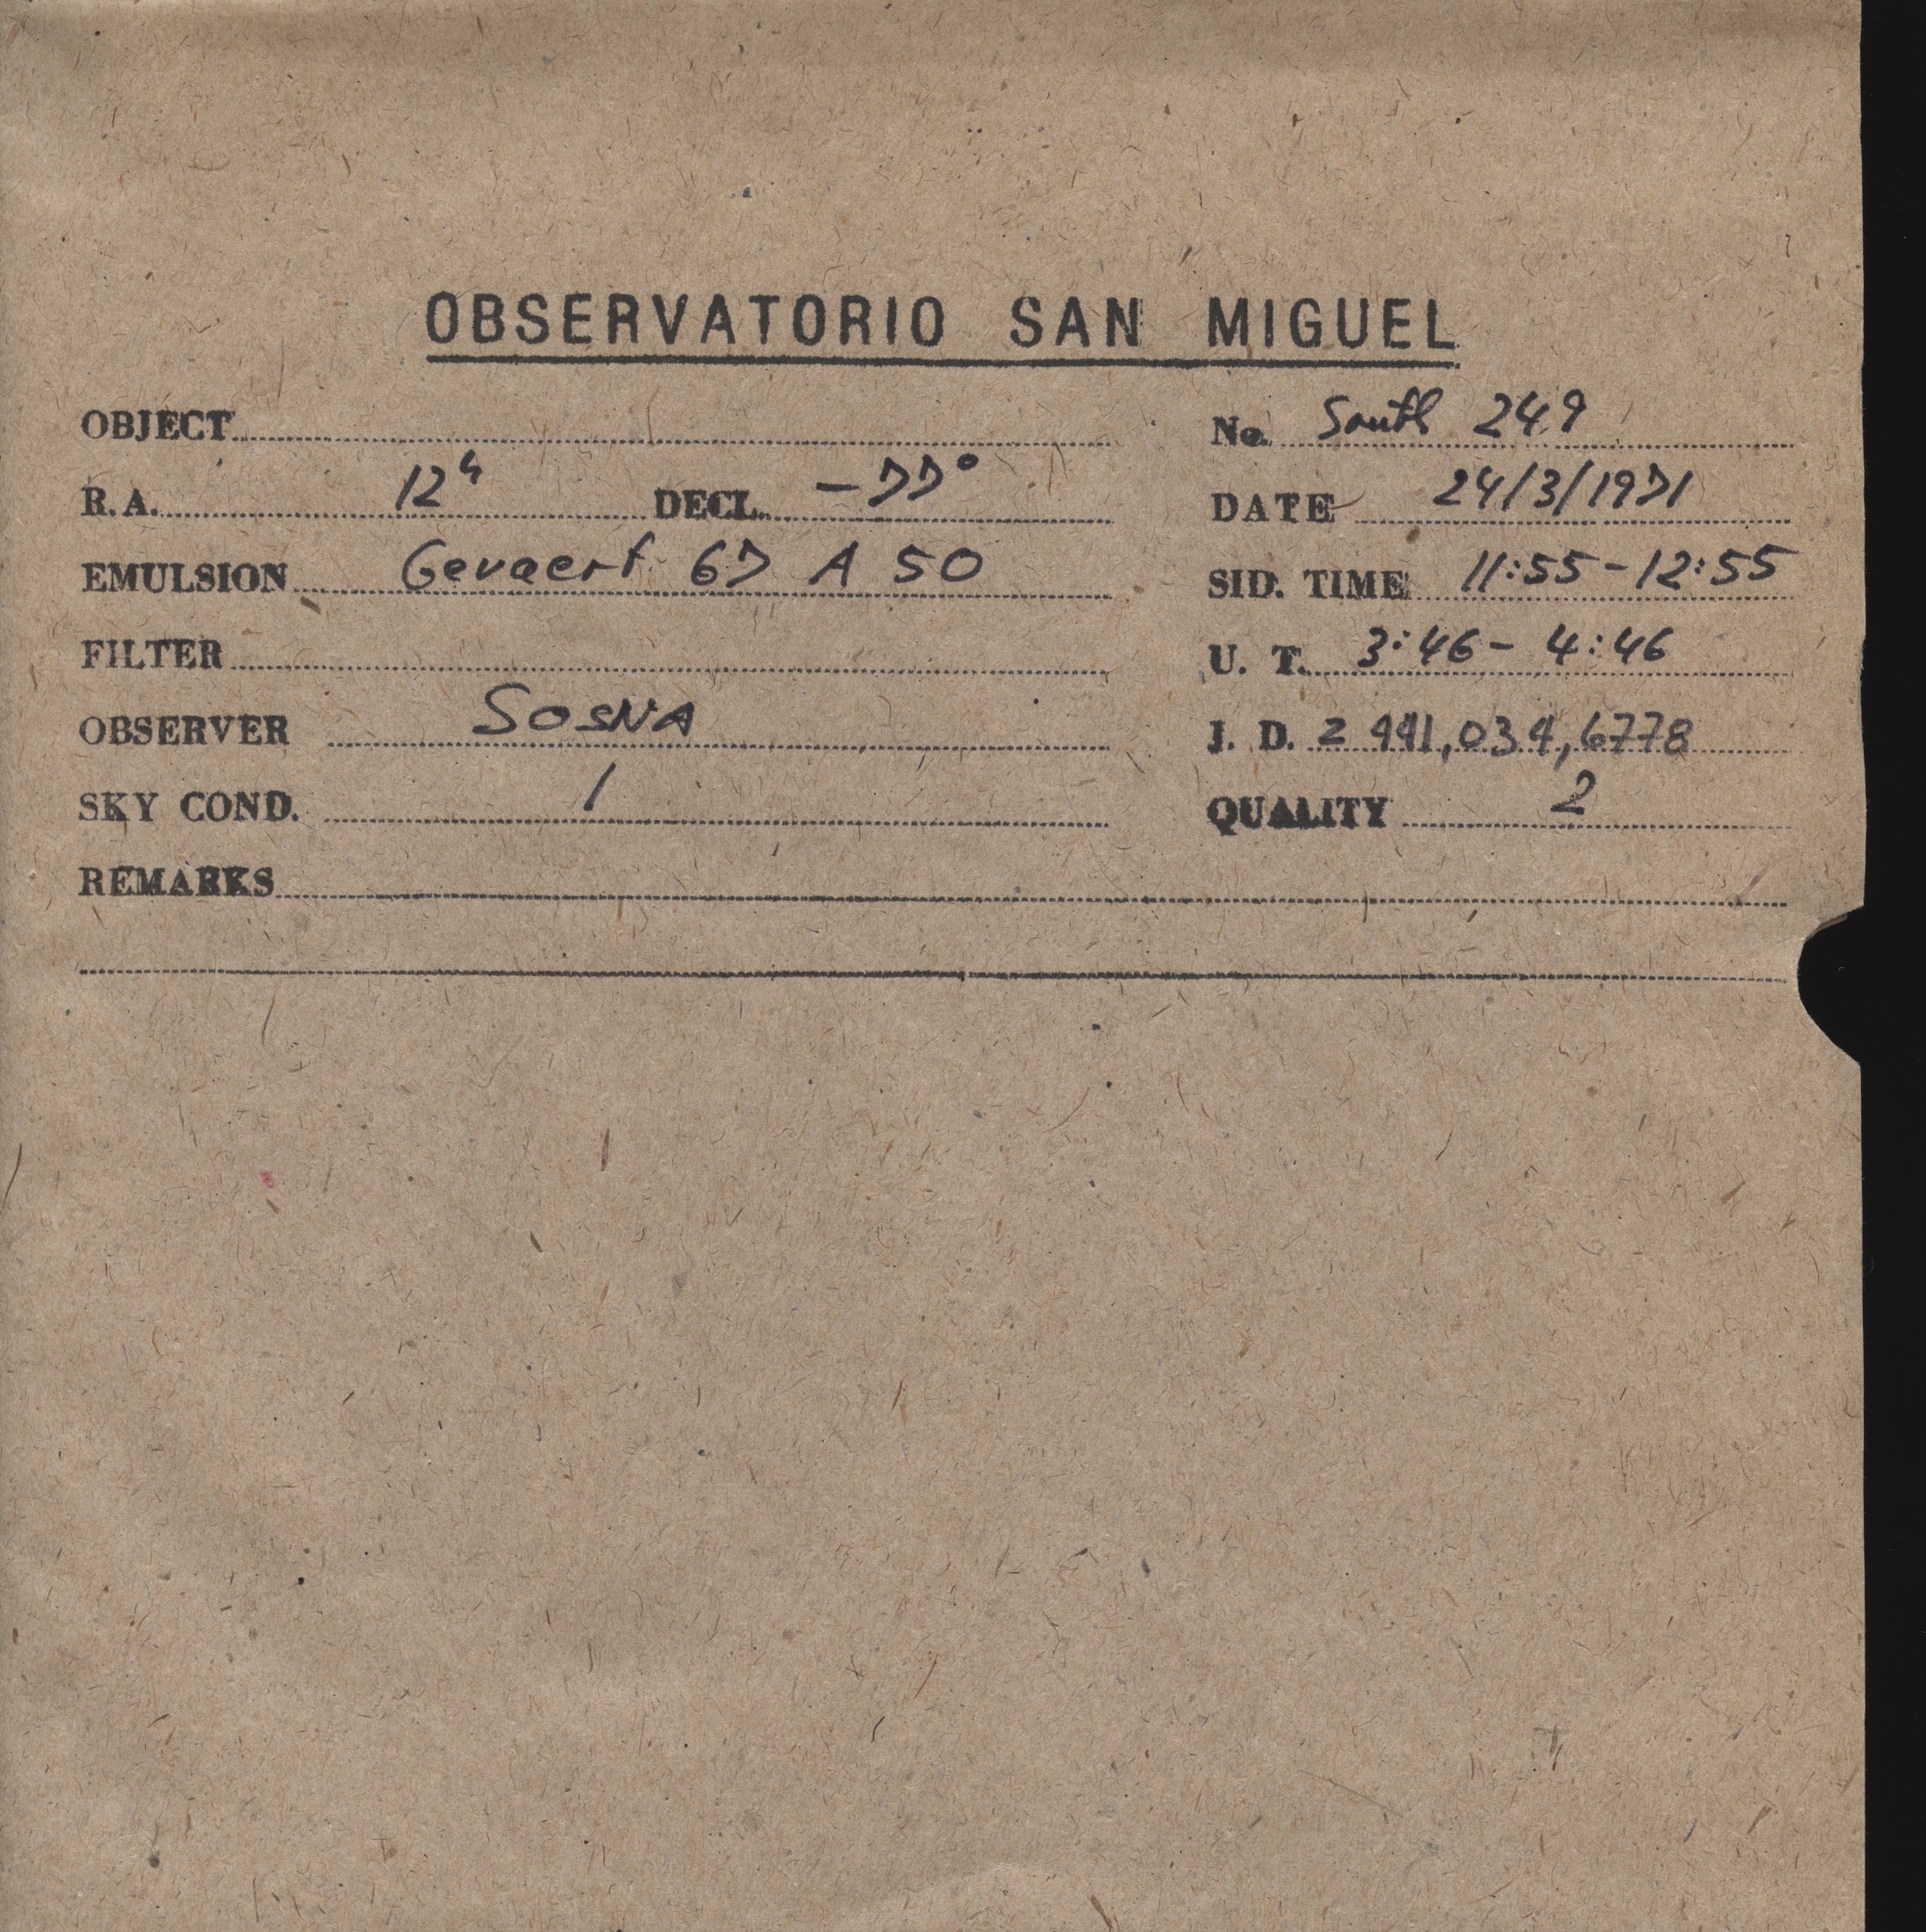 OBSERVATORIO SAN MIGUEL
OBJECT
No. South 249
R.A. 12h DECL. -77°
DATE 24/3/1971
EMULSION Gevaert 67 A 50
SID. TIME 11:55-12:55
FILTER
U. T. 3:46- 4:46
OBSERVER SOSNA
J. D. 2 441,034,6778
SKY COND. 1
QUALITY 2
REMARKS